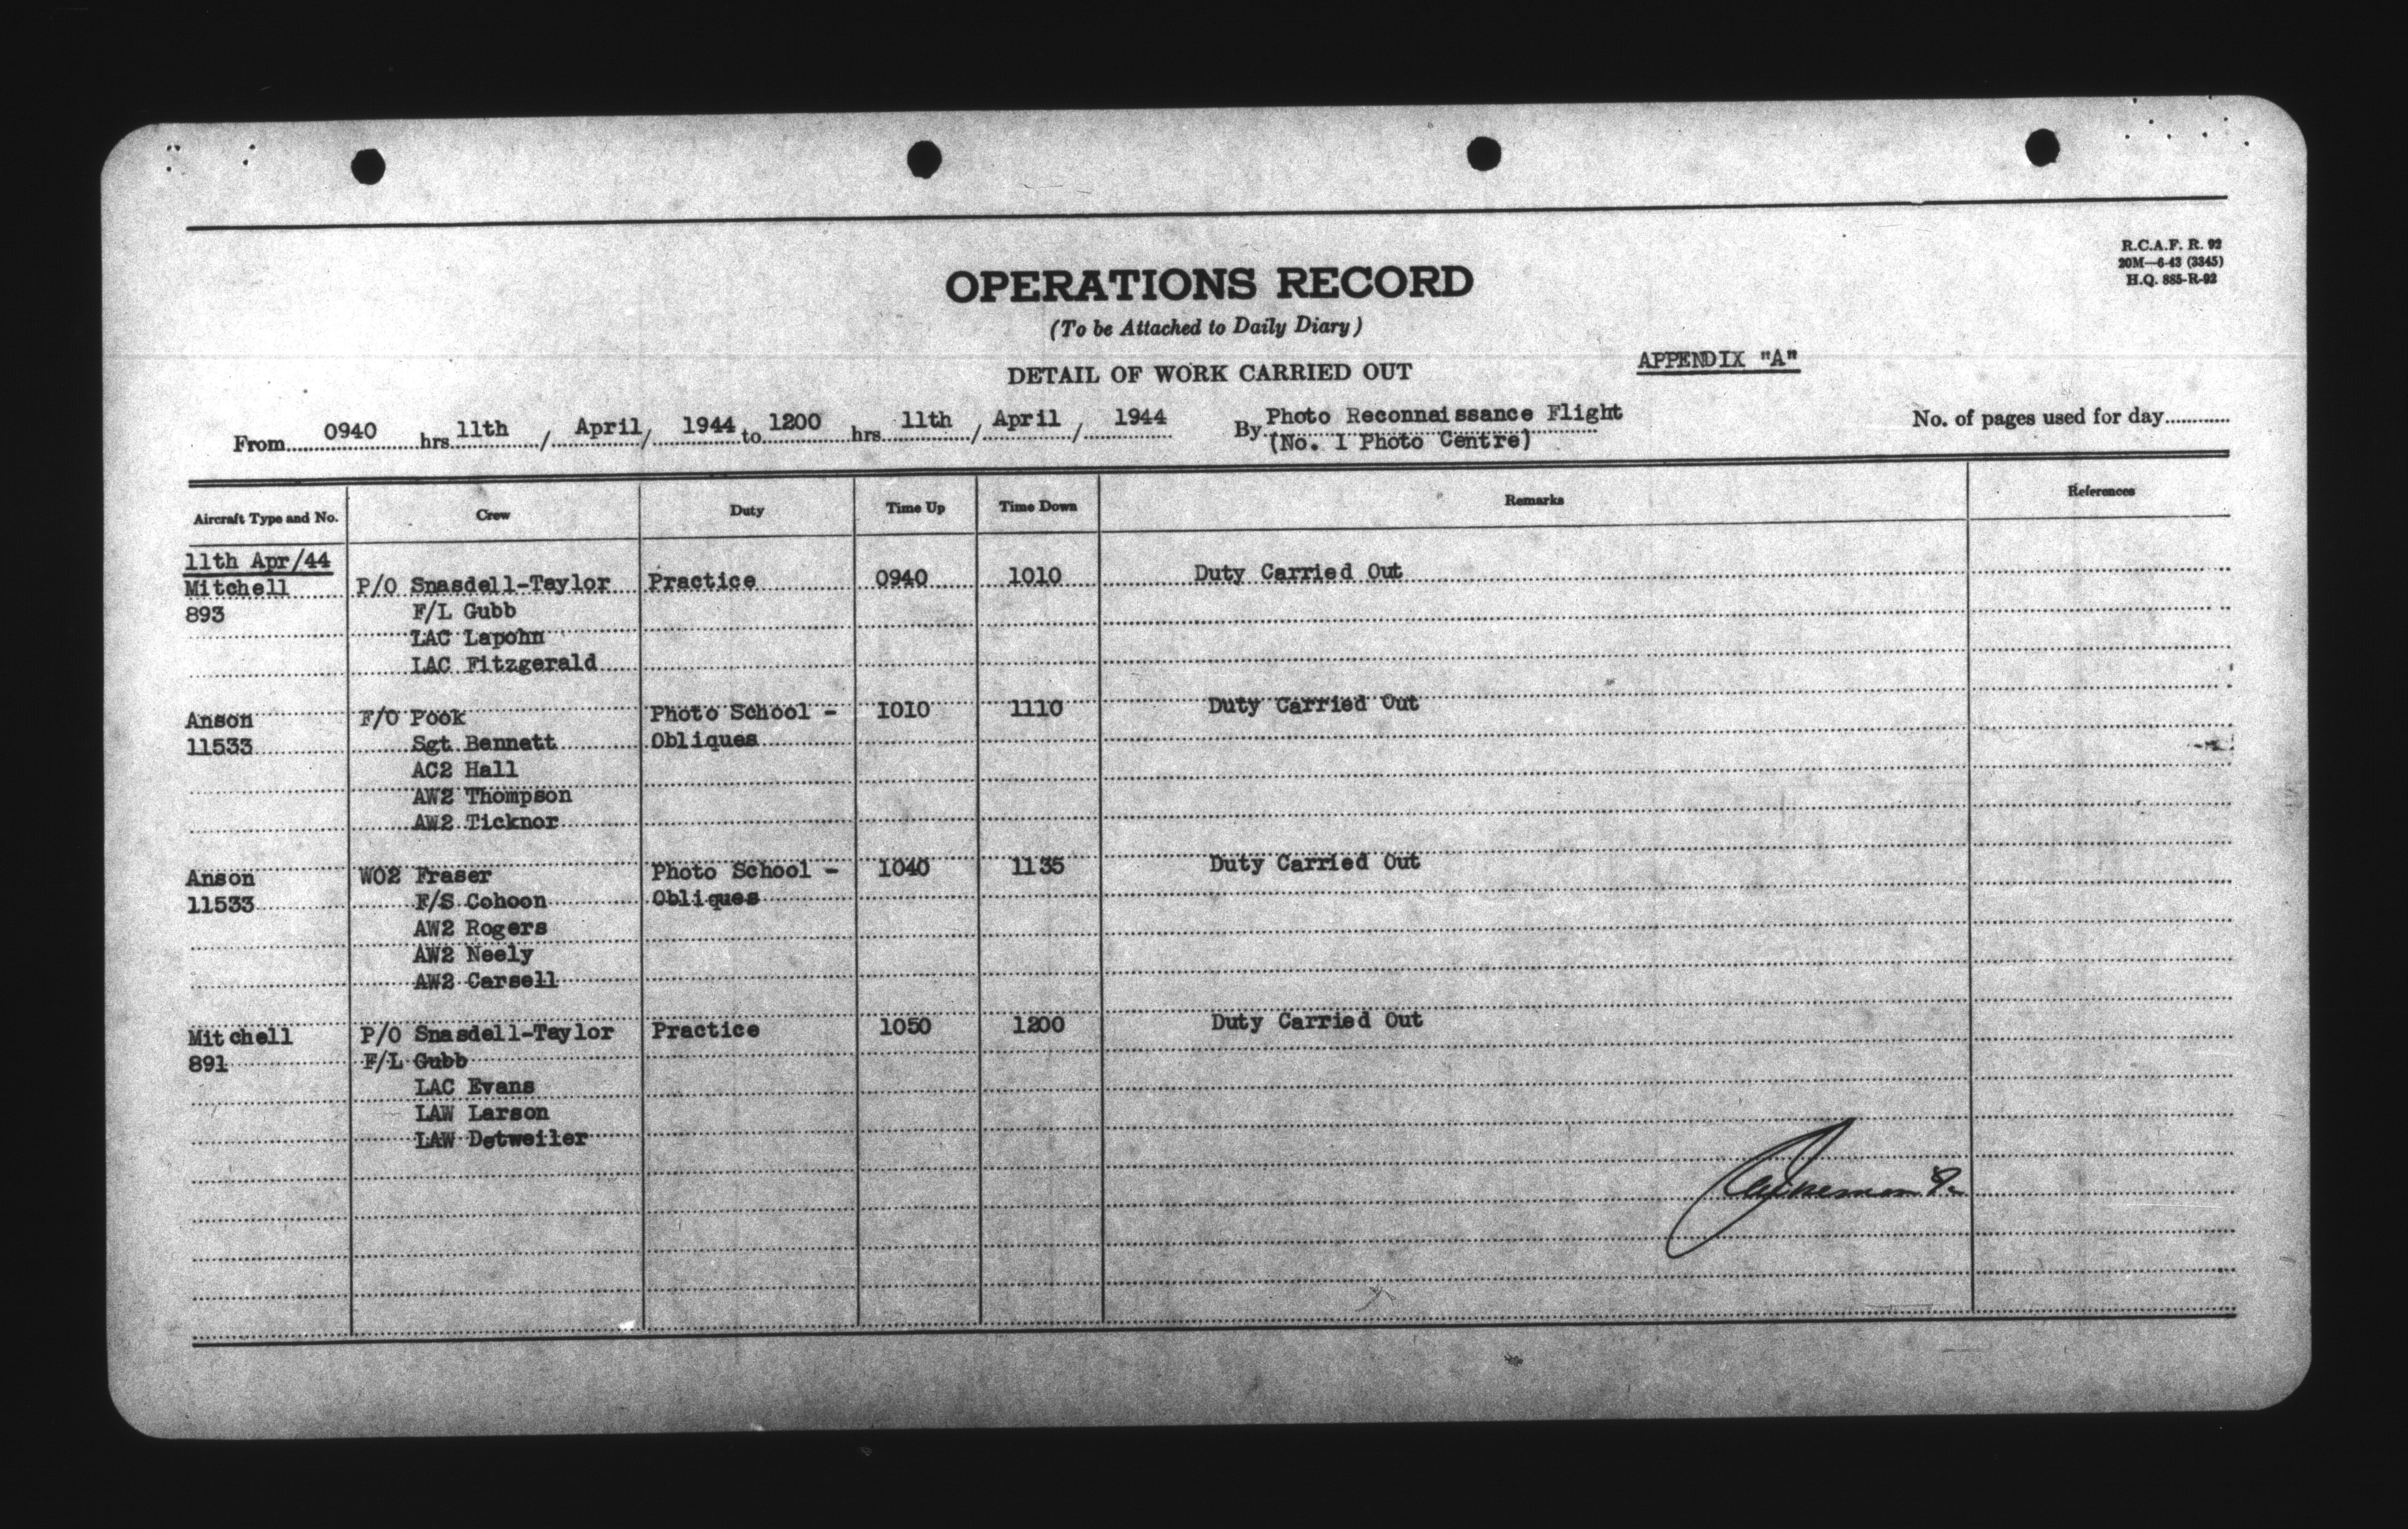 R.C.A.F. R. 92
20M—6-43 (3345)
H.Q. 885-R-92
OPERATIONS RECORD
(To be Attached to Daily Diary)
DETAIL OF WORK CARRIED OUT
APPENDIX "A"
From 0940 hrs 11th / April / 1944 to 1200 hrs 11th / April / 1944 By Photo Reconnaissance Flight No. of pages used for day
(No. 1 Photo Centre)
Aircraft Type and No. Crew Duty Time Up Time Down Remarks References
11th Apr/44
Mitchell P/O Snasdell-Taylor Practice 0940 1010 Duty Carried Out
893 F/L Gubb
LAC Lapohn
LAC Fitzgerald
Anson F/O Pook Photo School - 1010 1110 Duty Carried Out
11533 Sgt Bennett Obliques
AC2 Hall
AW2 Thompson
AW2 Ticknor
Anson WO2 Fraser Photo School - 1040 1135 Duty Carried Out
11533 F/S Cohoon Obliques
AW2 Rogers
AW2 Neely
AW2 Carsell
Mitchell P/O Snasdell-Taylor Practice 1050 1200 Duty Carried Out
891 F/L Gubb
LAC Evans
LAW Larson
LAW Detweiler